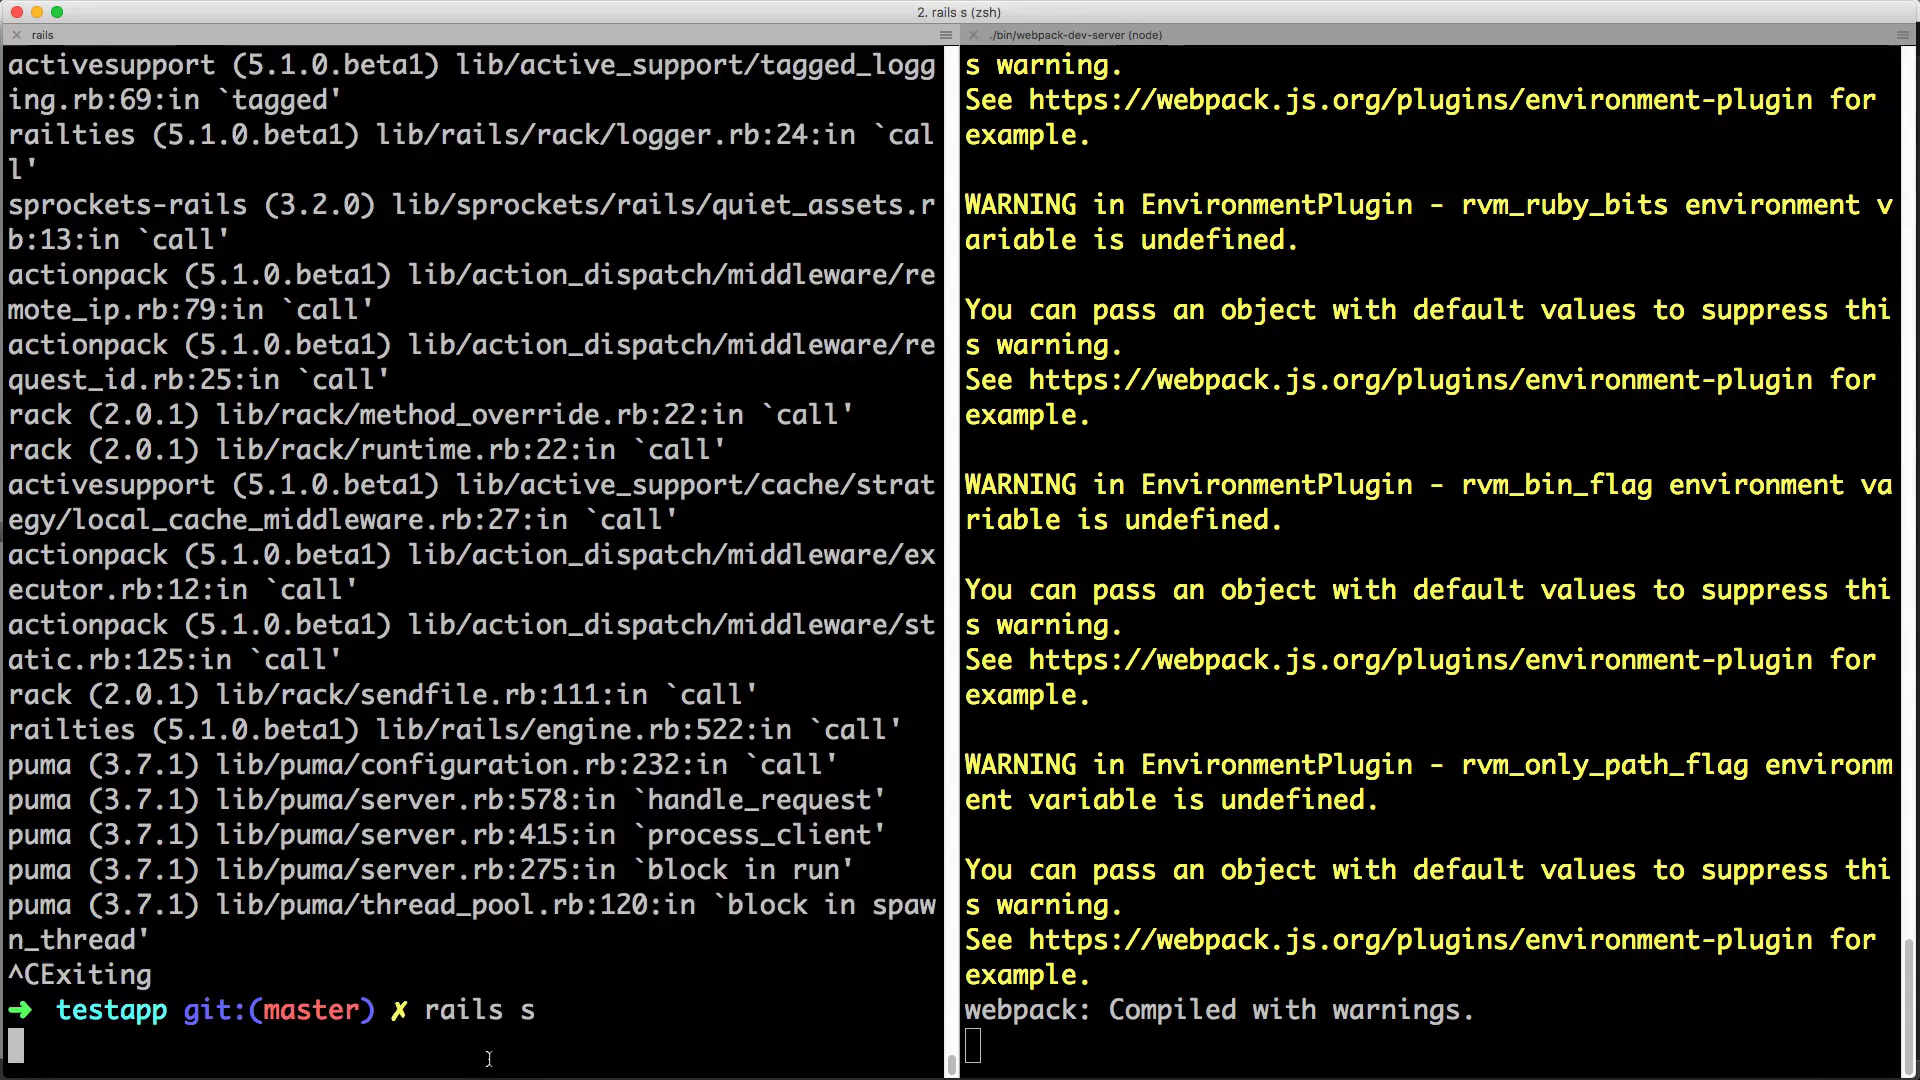 2. rails s (zsh)
rails
activesupport (5.1.0.beta1) lib/active_support/tagged_logg
ing.rb:69:in `tagged'
railties (5.1.0.beta1) lib/rails/rack/logger.rb:24:in `cal
l'
sprockets-rails (3.2.0) lib/sprockets/rails/quiet_assets.r
b:13:in `call'
actionpack (5.1.0.beta1) lib/action_dispatch/middleware/re
mote_ip.rb:79:in `call'
actionpack (5.1.0.beta1) lib/action_dispatch/middleware/re
quest_id.rb:25:in `call'
rack (2.0.1) lib/rack/method_override.rb:22:in `call'
rack (2.0.1) lib/rack/runtime.rb:22:in `call'
activesupport (5.1.0.beta1) lib/active_support/cache/strat
egy/local_cache_middleware.rb:27:in `call'
actionpack (5.1.0.beta1) lib/action_dispatch/middleware/ex
ecutor.rb:12:in `call'
actionpack (5.1.0.beta1) lib/action_dispatch/middleware/st
atic.rb:125:in `call'
rack (2.0.1) lib/rack/sendfile.rb:111:in `call'
railties (5.1.0.beta1) lib/rails/engine.rb:522:in `call'
puma (3.7.1) lib/puma/configuration.rb:232:in `call'
puma (3.7.1) lib/puma/server.rb:578:in `handle_request'
puma (3.7.1) lib/puma/server.rb:415:in `process_client'
puma (3.7.1) lib/puma/server.rb:275:in `block in run'
puma (3.7.1) lib/puma/thread_pool.rb:120:in `block in spaw
n_thread'
^CExiting
➜  testapp git:(master) ✗ rails s
./bin/webpack-dev-server (node)
s warning.
See https://webpack.js.org/plugins/environment-plugin for
example.
WARNING in EnvironmentPlugin - rvm_ruby_bits environment v
ariable is undefined.
You can pass an object with default values to suppress thi
s warning.
See https://webpack.js.org/plugins/environment-plugin for
example.
WARNING in EnvironmentPlugin - rvm_bin_flag environment va
riable is undefined.
You can pass an object with default values to suppress thi
s warning.
See https://webpack.js.org/plugins/environment-plugin for
example.
WARNING in EnvironmentPlugin - rvm_only_path_flag environm
ent variable is undefined.
You can pass an object with default values to suppress thi
s warning.
See https://webpack.js.org/plugins/environment-plugin for
example.
webpack: Compiled with warnings.